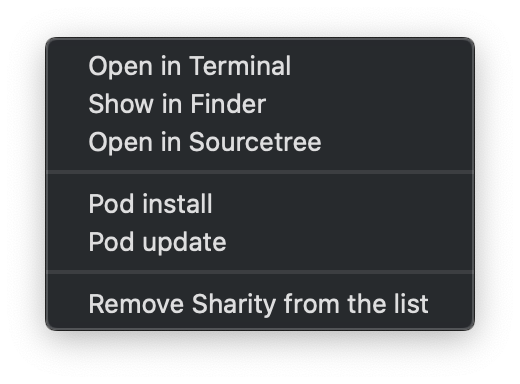 Open in Terminal
Show in Finder
Open in Sourcetree
Pod install
Pod update
Remove Sharity from the list